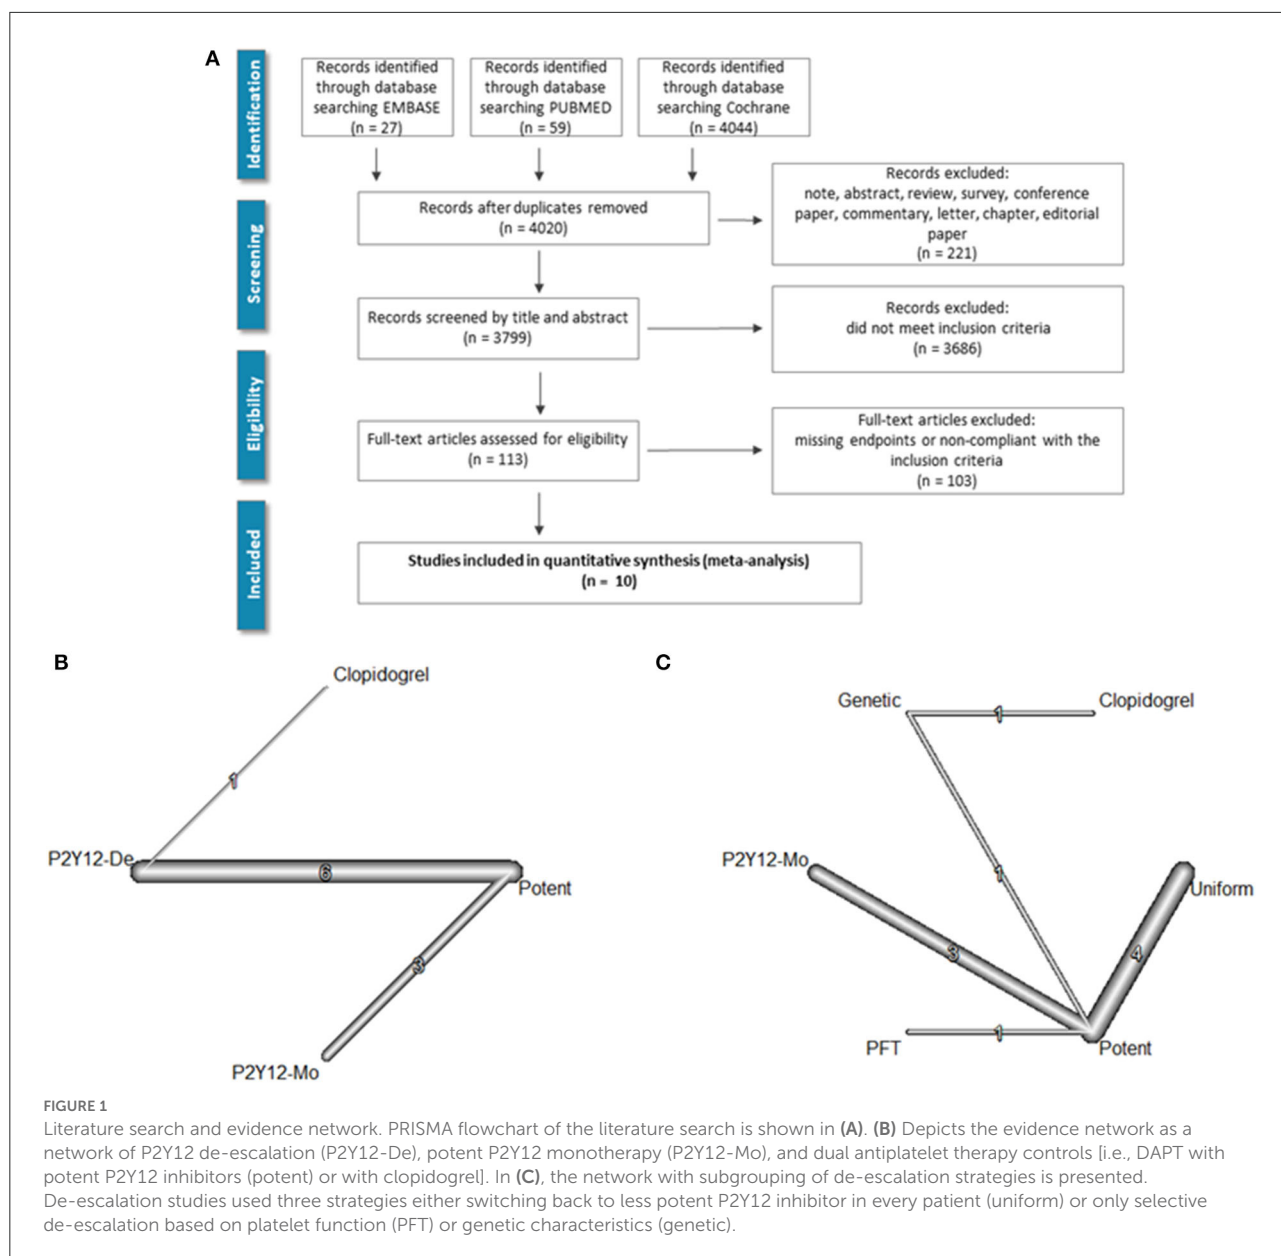 A
Identification
Records identified
through database
searching EMBASE
(n = 27)
Records identified
through database
searching PUBMED
(n = 59)
Records identified
through database
searching Cochrane
(n = 4044)
Records after duplicates removed
(n = 4020)
Records excluded:
note, abstract, review, survey, conference
paper, commentary, letter, chapter, editorial
paper
(n = 221)
Screening
Records screened by title and abstract
(n = 3799)
Records excluded:
did not meet inclusion criteria
(n = 3686)
Eligibility
Full-text articles assessed for eligibility
(n = 113)
Full-text articles excluded:
missing endpoints or non-compliant with the
inclusion criteria
(n = 103)
Included
Studies included in quantitative synthesis (meta-analysis)
(n = 10)
B
Clopidogrel
1
P2Y12-De
6
Potent
3
P2Y12-Mo
C
Genetic
1
Clopidogrel
P2Y12-Mo
1
Uniform
3
4
PFT
1
Potent
FIGURE 1
Literature search and evidence network. PRISMA flowchart of the literature search is shown in (A). (B) Depicts the evidence network as a
network of P2Y12 de-escalation (P2Y12-De), potent P2Y12 monotherapy (P2Y12-Mo), and dual antiplatelet therapy controls [i.e., DAPT with
potent P2Y12 inhibitors (potent) or with clopidogrel]. In (C), the network with subgrouping of de-escalation strategies is presented.
De-escalation studies used three strategies either switching back to less potent P2Y12 inhibitor in every patient (uniform) or only selective
de-escalation based on platelet function (PFT) or genetic characteristics (genetic).